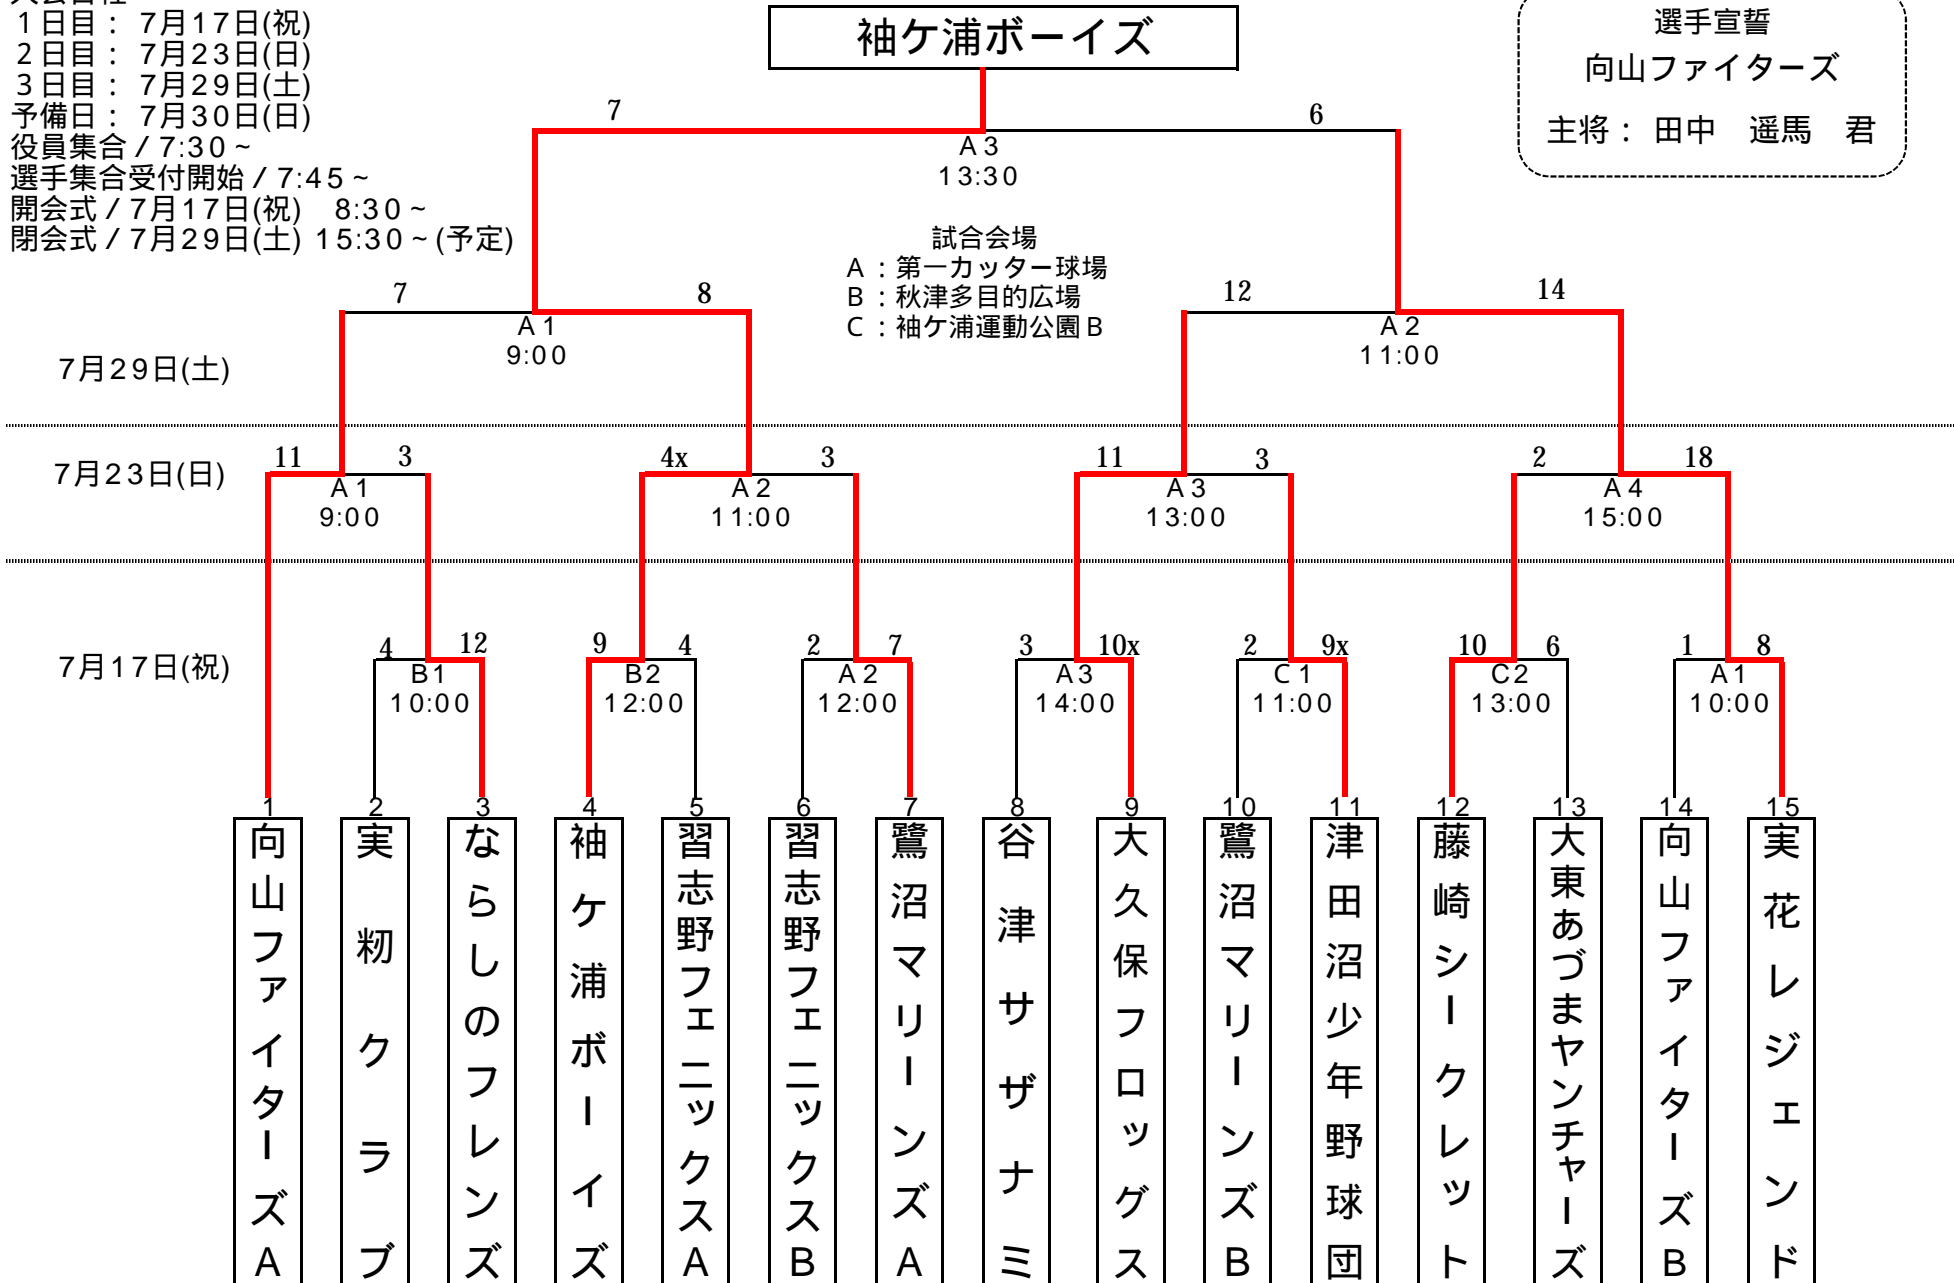 1日目： 7月17日(祝)
2日目： 7月23日(日)
3日目： 7月29日(土)
予備日： 7月30日(日)
役員集合 / 7:30 ~
選手集合受付開始 / 7:45 ~
開会式 / 7月17日(祝) 8:30 ~
閉会式 / 7月29日(土) 15:30 ~ (予定)
袖ケ浦ボーイズ
選手宣誓
向山ファイターズ
主将： 田中 遥馬 君
7 6
A3
13:30
試合会場
A：第一カッター球場
B：秋津多目的広場
C：袖ケ浦運動公園B
7 8 12 14
A1 A2
9:00 11:00
7月29日(土)
11 3 4x 3 11 3 2 18
7月23日(日)
A1 A2 A3 A4
9:00 11:00 13:00 15:00
4 12 9 4 2 7 3 10x 2 9x 10 6 1 8
7月17日(祝)
B1 B2 A2 A3 C1 C2 A1
10:00 12:00 12:00 14:00 11:00 13:00 10:00
1 2 3 4 5 6 7 8 9 10 11 12 13 14 15
向山ファイターズA
実籾クラブ
ならしのフレンズ
袖ケ浦ボーイズ
習志野フェニックスA
習志野フェニックスB
鷺沼マリーンズA
谷津サザナミ
大久保フロッグス
鷺沼マリーンズB
津田沼少年野球団
藤崎シークレット
大東あづまヤンチャーズ
向山ファイターズB
実花レジェンド